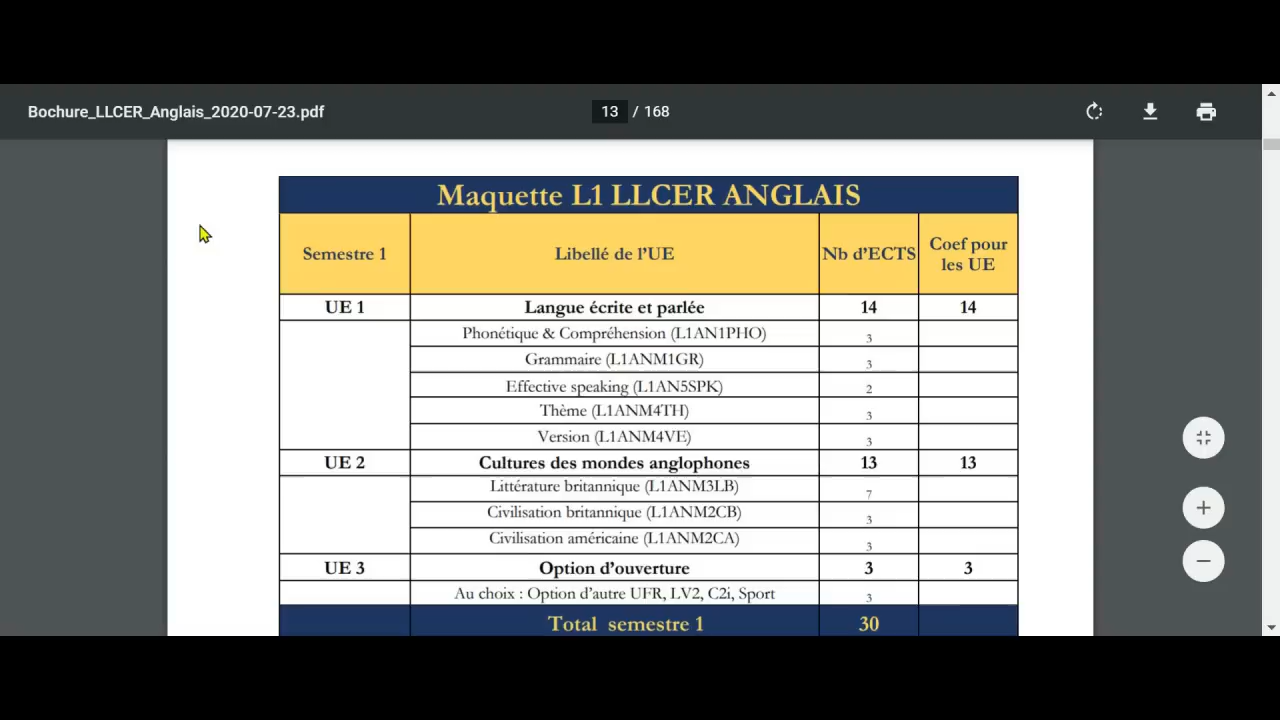 Bochure_LLCER_Anglais_2020-07-23.pdf 13 / 168
Maquette L1 LLCER ANGLAIS
Semestre 1 Libellé de l'UE Nb d'ECTS Coef pour les UE
UE 1 Langue écrite et parlée 14 14
Phonétique & Compréhension (L1AN1PHO) 3
Grammaire (L1ANM1GR) 3
Effective speaking (L1AN5SPK) 2
Thème (L1ANM4TH) 3
Version (L1ANM4VE) 3
UE 2 Cultures des mondes anglophones 13 13
Littérature britannique (L1ANM3LB) 7
Civilisation britannique (L1ANM2CB) 3
Civilisation américaine (L1ANM2CA) 3
UE 3 Option d'ouverture 3 3
Au choix : Option d'autre UFR, LV2, C2i, Sport 3
Total semestre 1 30